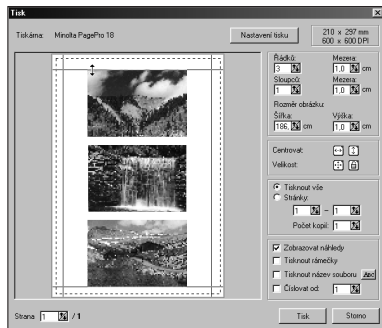 Tisk
Tiskárna: Minolta PagePro 18
Nastavení tisku
210 x 297 mm
600 x 600 DPI
Řádků: Mezera:
3 1,0 cm
Sloupců: Mezera:
1 1,0 cm
Rozměr obrázku:
Šířka: Výška:
186, cm 1,0 cm
Centrovat:
Velikost:
Tisknout vše
Stránky:
1 - 1
Počet kopií: 1
Zobrazovat náhledy
Tisknout rámečky
Tisknout název souboru Abc
Číslovat od: 1
Strana 1 / 1
Tisk Storno